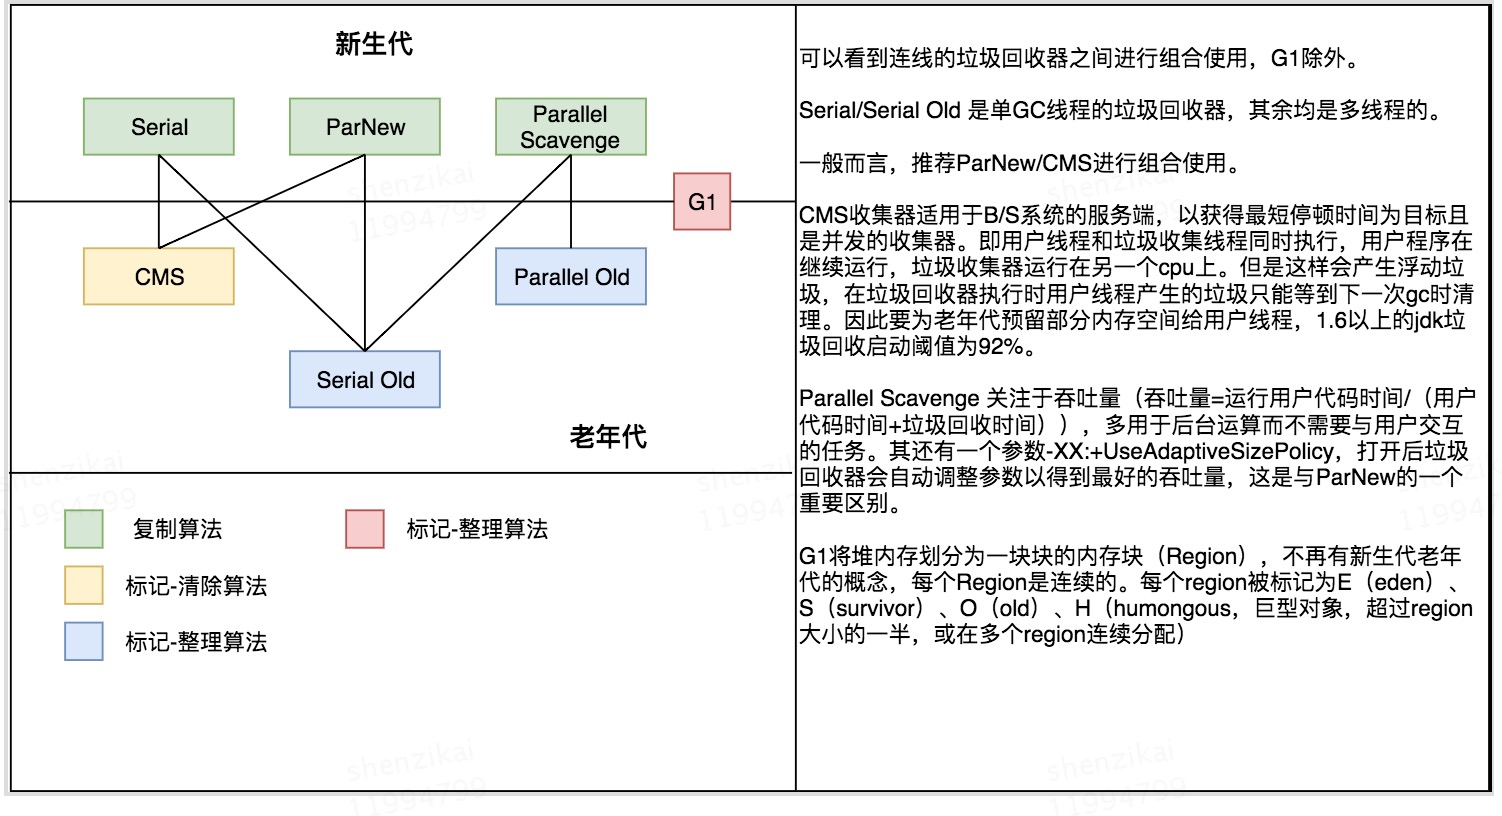 新生代
Serial
ParNew
Parallel
Scavenge
G1
CMS
Parallel Old
Serial Old
老年代
复制算法
标记-整理算法
标记-清除算法
标记-整理算法
可以看到连线的垃圾回收器之间进行组合使用，G1除外。
Serial/Serial Old 是单GC线程的垃圾回收器，其余均是多线程的。
一般而言，推荐ParNew/CMS进行组合使用。
CMS收集器适用于B/S系统的服务端，以获得最短停顿时间为目标且
是并发的收集器。即用户线程和垃圾收集线程同时执行，用户程序在
继续运行，垃圾收集器运行在另一个cpu上。但是这样会产生浮动垃
圾，在垃圾回收器执行时用户线程产生的垃圾只能等到下一次gc时清
理。因此要为老年代预留部分内存空间给用户线程，1.6以上的jdk垃
圾回收启动阈值为92%。
Parallel Scavenge 关注于吞吐量（吞吐量=运行用户代码时间/（用户
代码时间+垃圾回收时间）），多用于后台运算而不需要与用户交互
的任务。其还有一个参数-XX:+UseAdaptiveSizePolicy，打开后垃圾
回收器会自动调整参数以得到最好的吞吐量，这是与ParNew的一个
重要区别。
G1将堆内存划分为一块块的内存块（Region），不再有新生代老年
代的概念，每个Region是连续的。每个region被标记为E（eden）、
S（survivor）、O（old）、H（humongous，巨型对象，超过region
大小的一半，或在多个region连续分配）
shenzikai
11994799
shenzikai
shenzikai
11994799
shenzikai
11994799
shenzikai
11994799
shenzikai
11994799